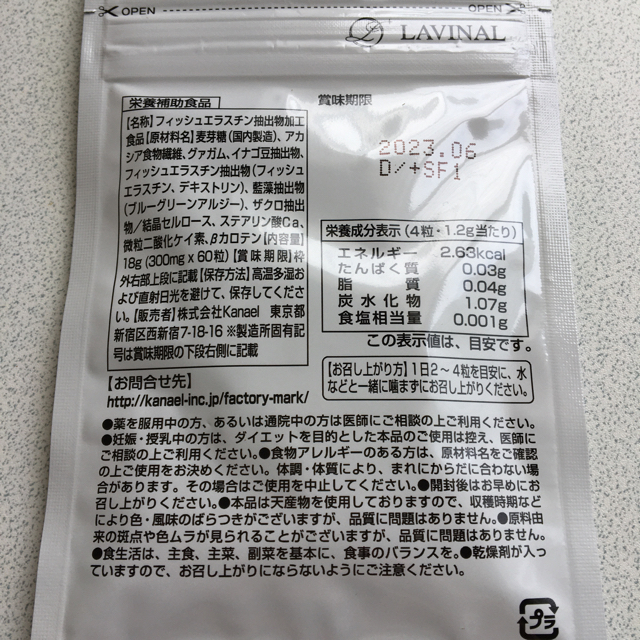 OPEN
OPEN
LAVINAL
栄養補助食品
【名称】フィッシュエラスチン抽出物加工
食品【原材料名】麦芽糖(国内製造)、アカ
シア食物繊維、グァガム、イナゴ豆抽出物、
フィッシュエラスチン抽出物(フィッシュ
エラスチン、デキストリン)、藍藻抽出物
(ブルーグリーンアルジー)、ザクロ抽出
物/結晶セルロース、ステアリン酸Ca、
微粒二酸化ケイ素、βカロテン【内容量】
18g(300mg×60粒)【賞味期限】枠
外右部上段に記載【保存方法】高温多湿
および直射日光を避けて、保存してくださ
い。【販売者】株式会社Kanael 東京都
新宿区西新宿7-18-16 ※製造所固有記
号は賞味期限の下段右側に記載
賞味期限
2023.06
D/+SF1
栄養成分表示(4粒・1.2g当たり)
エネルギー 2.63kcal
たんぱく質 0.03g
脂質 0.04g
炭水化物 1.07g
食塩相当量 0.001g
この表示値は、目安です。
【お召し上がり方】1日2~4粒を目安に、水
などと一緒に噛まずにお召し上がりください。
【お問合せ先】
http://kanael-inc.jp/factory-mark/
●薬を服用中の方、あるいは通院中の方は医師にご相談の上ご利用ください。
●妊娠・授乳中の方は、ダイエットを目的とした本品のご使用は控え、医師に
ご相談の上ご利用ください。●食物アレルギーのある方は、原材料名をご確認
の上ご使用をお決めください。体調・体質により、まれにからだに合わない場
合があります。その場合はご使用を中止してください。●開封後はお早めにお
召し上がりください。●本品は天産物を使用しておりますので、収穫時期など
により色・風味のばらつきがございますが、品質に問題はありません。●原料由
来の斑点や色ムラが見られることがございますが、品質に問題はありません。
●食生活は、主食、主菜、副菜を基本に、食事のバランスを。●乾燥剤が入っ
ていますので、お召し上がりにならないようにご注意ください。
プラ